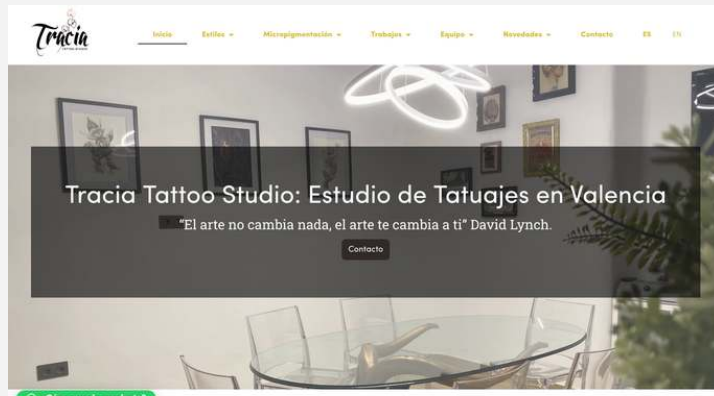 Tracia
Inicio
Estilos
Micropigmentación
Trabajos
Equipo
Novedades
Contacto
ES
EN
Tracia Tattoo Studio: Estudio de Tatuajes en Valencia
“El arte no cambia nada, el arte te cambia a ti” David Lynch.
Contacto